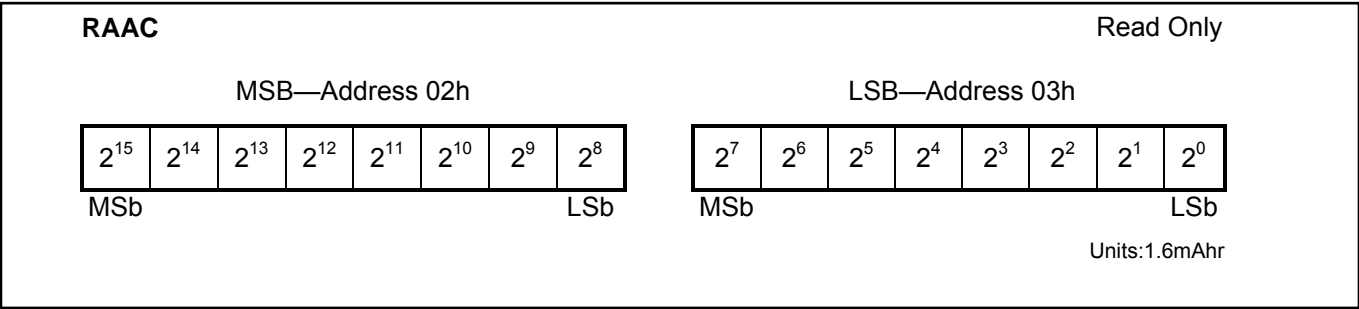 RAAC Read Only
MSB—Address 02h LSB—Address 03h
2¹⁵ 2¹⁴ 2¹³ 2¹² 2¹¹ 2¹⁰ 2⁹ 2⁸ 2⁷ 2⁶ 2⁵ 2⁴ 2³ 2² 2¹ 2⁰
MSb LSb MSb LSb
Units:1.6mAhr